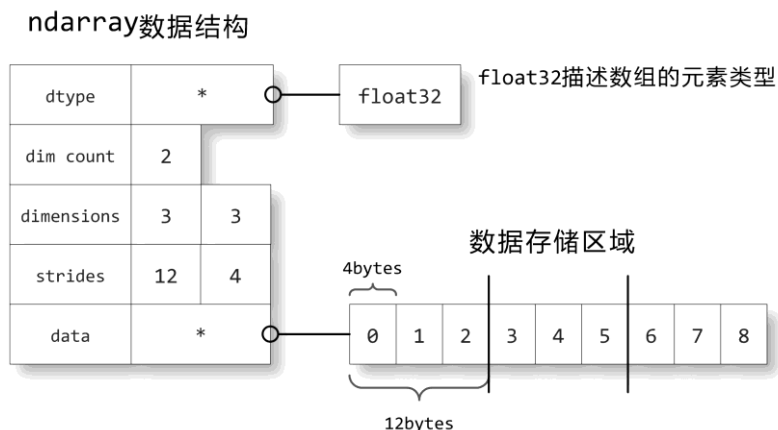 ndarray数据结构
dtype * float32 float32描述数组的元素类型
dim count 2
dimensions 3 3
数据存储区域
strides 12 4 4bytes
data * 0 1 2 3 4 5 6 7 8
12bytes